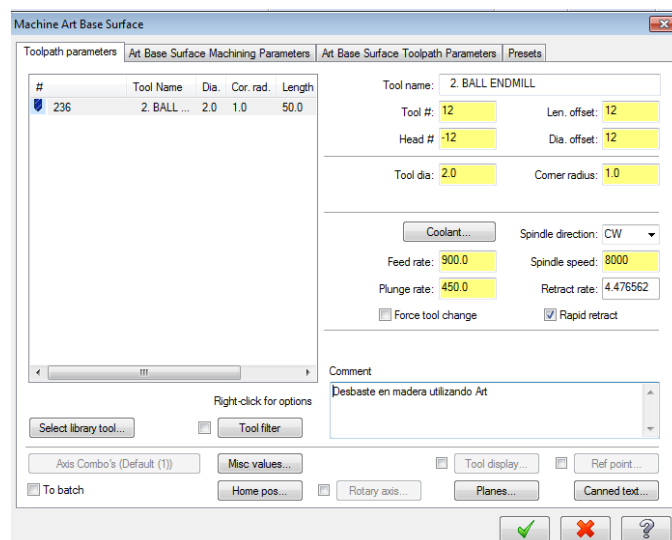 Machine Art Base Surface
Toolpath parameters Art Base Surface Machining Parameters Art Base Surface Toolpath Parameters Presets
# Tool Name Dia. Cor. rad. Length
236 2. BALL ... 2.0 1.0 50.0
Tool name: 2. BALL ENDMILL
Tool #: 12 Len. offset: 12
Head # -12 Dia. offset: 12
Tool dia: 2.0 Corner radius: 1.0
Coolant... Spindle direction: CW
Feed rate: 900.0 Spindle speed: 8000
Plunge rate: 450.0 Retract rate: 4.476562
Force tool change Rapid retract
Comment
Desbaste en madera utilizando Art
Right-click for options
Select library tool... Tool filter
Axis Combo's (Default (1)) Misc values... Tool display... Ref point...
To batch Home pos... Rotary axis... Planes... Canned text...